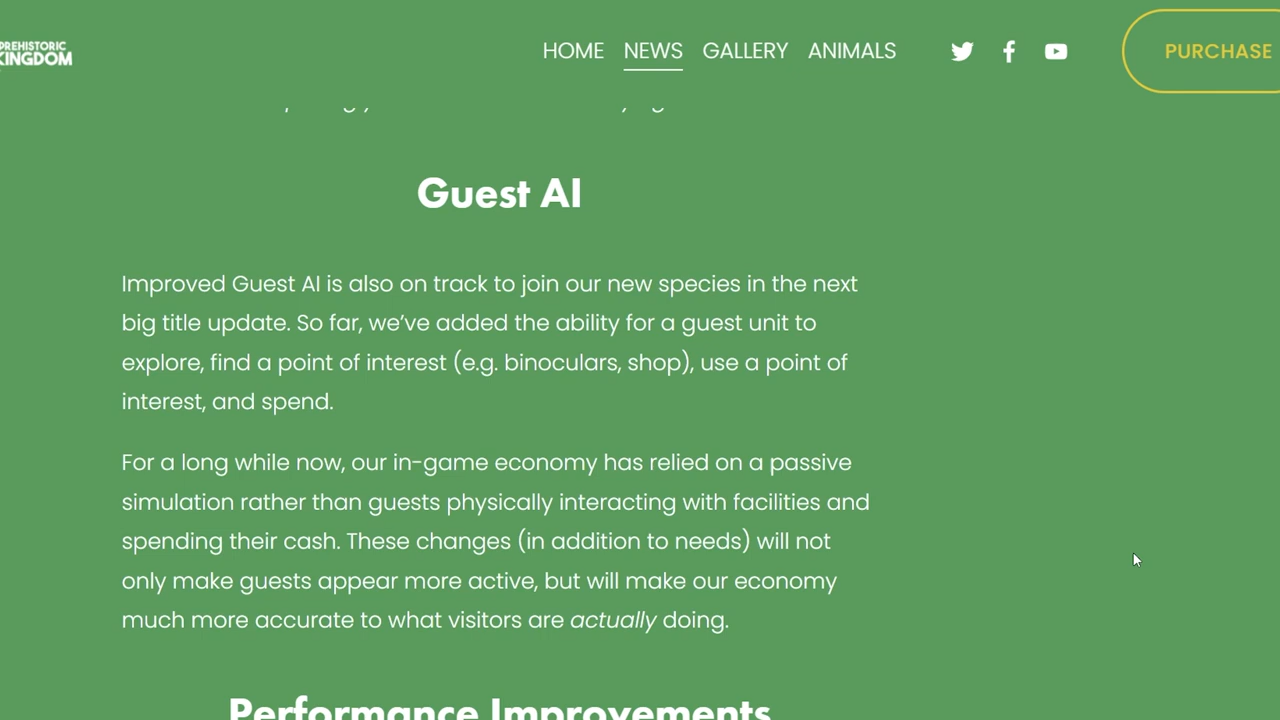 PREHISTORIC
KINGDOM
HOME NEWS GALLERY ANIMALS
PURCHASE
Guest AI
Improved Guest AI is also on track to join our new species in the next
big title update. So far, we’ve added the ability for a guest unit to
explore, find a point of interest (e.g. binoculars, shop), use a point of
interest, and spend.
For a long while now, our in-game economy has relied on a passive
simulation rather than guests physically interacting with facilities and
spending their cash. These changes (in addition to needs) will not
only make guests appear more active, but will make our economy
much more accurate to what visitors are actually doing.
Performance Improvements